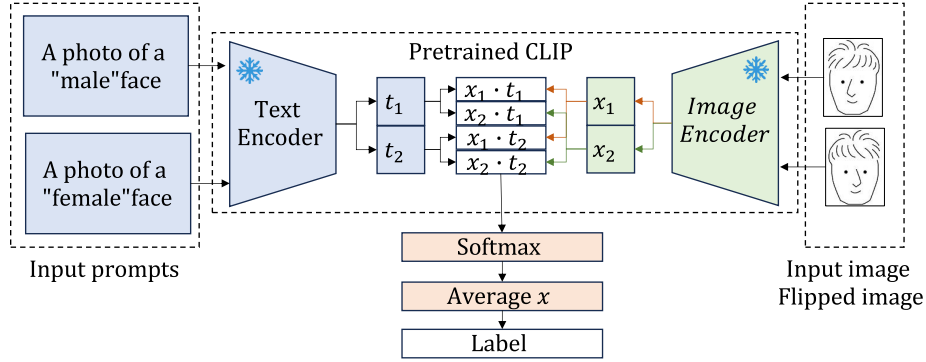 A photo of a
"male"face
A photo of a
"female"face
Input prompts
Pretrained CLIP
Text
Encoder
t₁
t₂
x₁ · t₁
x₂ · t₁
x₁ · t₂
x₂ · t₂
x₁
x₂
Image
Encoder
Softmax
Average x
Label
Input image
Flipped image